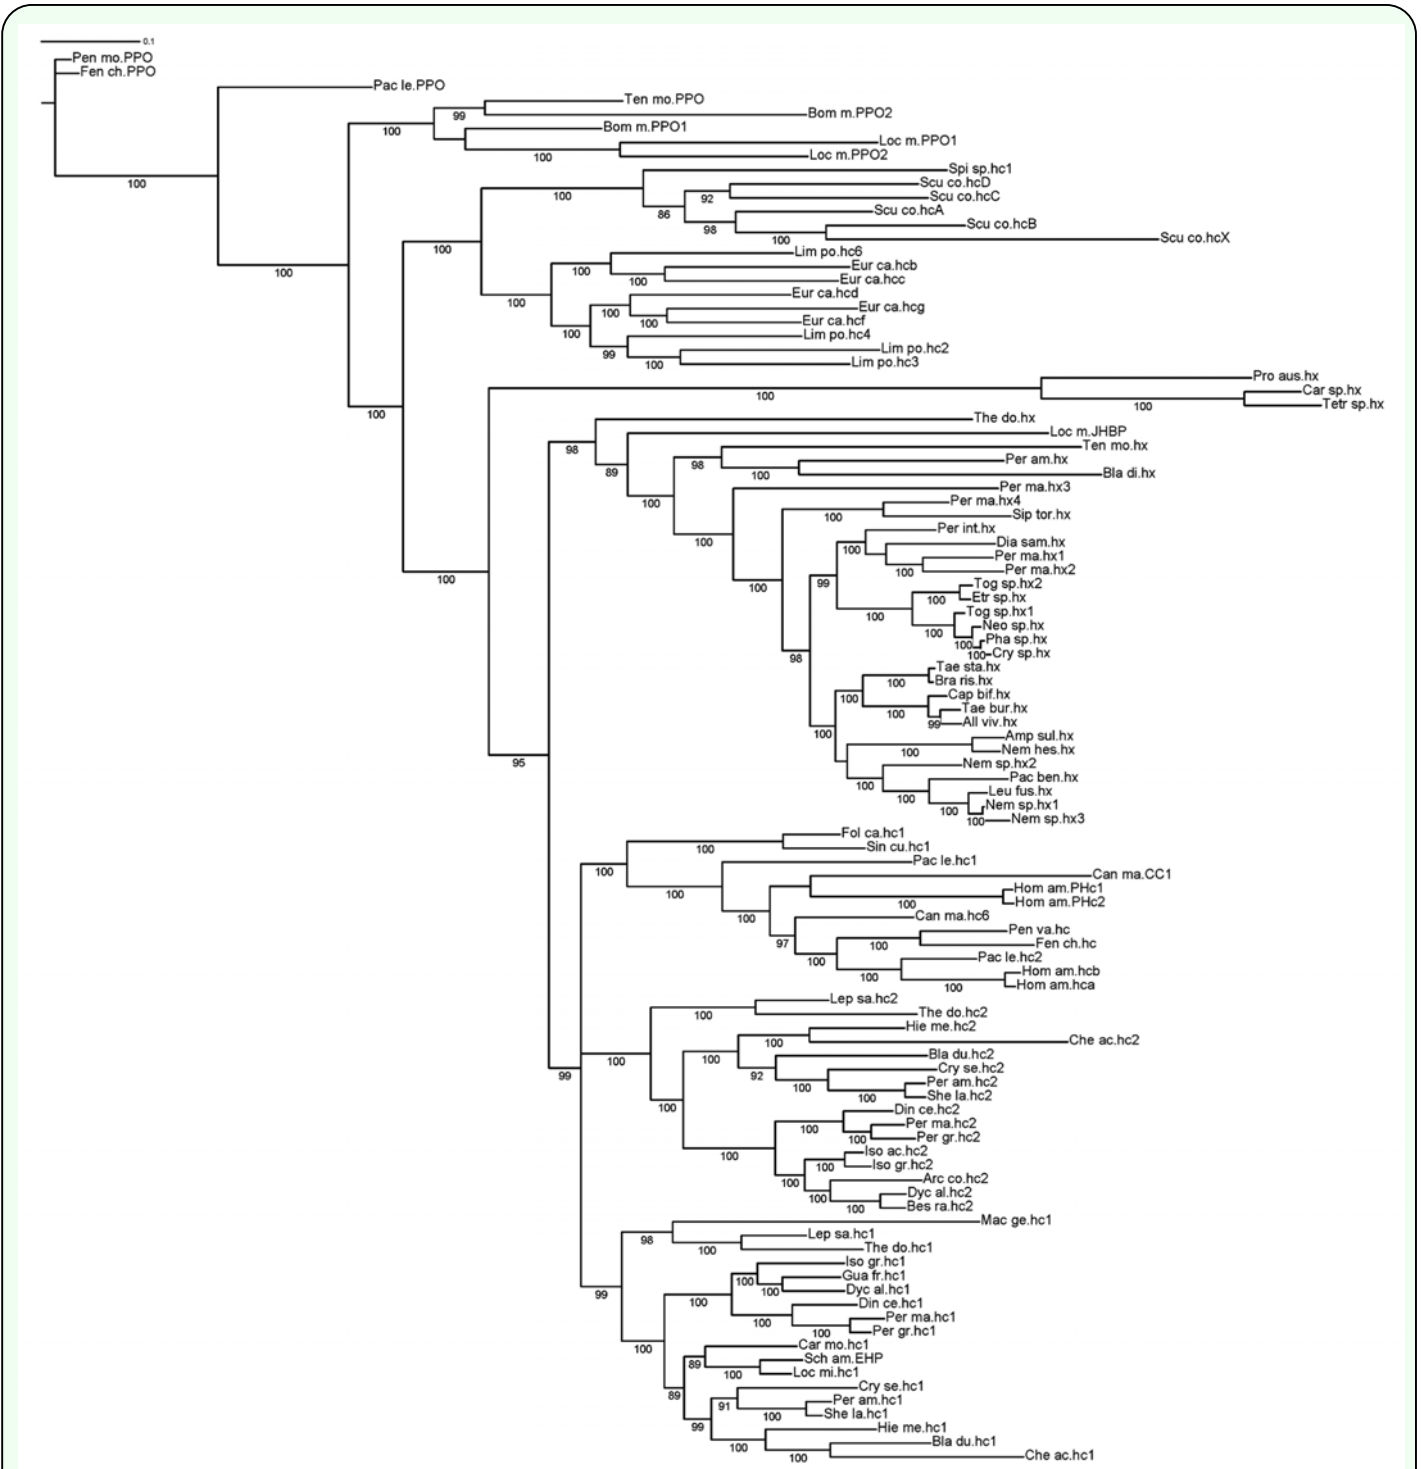 0.1
Pen mo.PPO
Fen ch.PPO
Pac le.PPO
Ten mo.PPO
99
Bom m.PPO2
100
Bom m.PPO1
Loc m.PPO1
100
Loc m.PPO2
Spi sp.hc1
100
Scu co.hcD
100
92
Scu co.hcC
86
Scu co.hcA
98
Scu co.hcB
100
Scu co.hcX
100
Lim po.hc6
100
Eur ca.hcb
100
100
Eur ca.hcc
Eur ca.hcd
100
100
Eur ca.hcg
100
Eur ca.hcf
100
Lim po.hc4
99
Lim po.hc2
100
Lim po.hc3
Pro aus.hx
100
Car sp.hx
100
Tetr sp.hx
100
The do.hx
98
Loc m.JHBP
Ten mo.hx
98
Per am.hx
89
100
Bla di.hx
Per ma.hx3
100
Per ma.hx4
100
Sip tor.hx
Per int.hx
100
Dia sam.hx
100
Per ma.hx1
100
Per ma.hx2
100
99
Tog sp.hx2
100
100
Etr sp.hx
Tog sp.hx1
100
Neo sp.hx
100
Pha sp.hx
100
100
Cry sp.hx
98
Tae sta.hx
100
Bra ris.hx
100
Cap bif.hx
100
Tae bur.hx
99
All viv.hx
100
Amp sul.hx
100
Nem hes.hx
95
Nem sp.hx2
Pac ben.hx
100
Leu fus.hx
100
Nem sp.hx1
100
100
Nem sp.hx3
Fol ca.hc1
100
Sin cu.hc1
Pac le.hc1
100
Can ma.CC1
100
Hom am.PHc1
100
Hom am.PHc2
100
Can ma.hc6
Pen va.hc
97
100
Fen ch.hc
100
Pac le.hc2
100
Hom am.hcb
100
Hom am.hca
Lep sa.hc2
100
The do.hc2
Hie me.hc2
100
Che ac.hc2
100
100
Bla du.hc2
99
92
Cry se.hc2
100
Per am.hc2
100
She la.hc2
100
Din ce.hc2
100
Per ma.hc2
100
Per gr.hc2
100
Iso ac.hc2
100
Iso gr.hc2
100
Arc co.hc2
100
Dyc al.hc2
100
Bes ra.hc2
Mac ge.hc1
98
Lep sa.hc1
100
The do.hc1
Iso gr.hc1
100
Gua fr.hc1
100
Dyc al.hc1
99
100
Din ce.hc1
100
Per ma.hc1
100
Per gr.hc1
100
Car mo.hc1
89
Sch am.EHP
100
Loc mi.hc1
Cry se.hc1
89
Per am.hc1
91
100
She la.hc1
99
Hie me.hc1
100
Bla du.hc1
100
Che ac.hc1